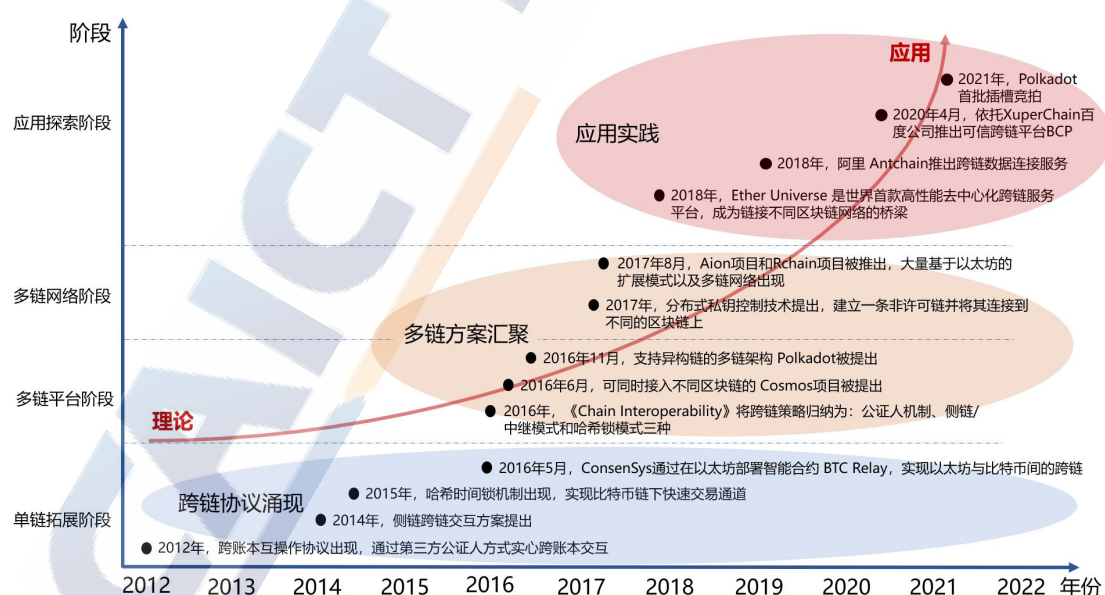 阶段
应用
2021年，Polkadot
首批插槽竞拍
应用探索阶段
2020年4月，依托XuperChain百
度公司推出可信跨链平台BCP
应用实践
2018年，阿里 Antchain推出跨链数据连接服务
2018年，Ether Universe 是世界首款高性能去中心化跨链服务
平台，成为链接不同区块链网络的桥梁
2017年8月，Aion项目和Rchain项目被推出，大量基于以太坊的
扩展模式以及多链网络出现
多链网络阶段
2017年，分布式私钥控制技术提出，建立一条非许可链并将其连接到
不同的区块链上
多链方案汇聚
2016年11月，支持异构链的多链架构 Polkadot被提出
2016年6月，可同时接入不同区块链的 Cosmos项目被提出
多链平台阶段
理论
2016年，《Chain Interoperability》将跨链策略归纳为：公证人机制、侧链/
中继模式和哈希锁模式三种
2016年5月，ConsenSys通过在以太坊部署智能合约 BTC Relay，实现以太坊与比特币间的跨链
跨链协议涌现
2015年，哈希时间锁机制出现，实现比特币链下快速交易通道
单链拓展阶段
2014年，侧链跨链交互方案提出
2012年，跨账本互操作协议出现，通过第三方公证人方式实心跨账本交互
2012 2013 2014 2015 2016 2017 2018 2019 2020 2021 2022 年份
CAICT